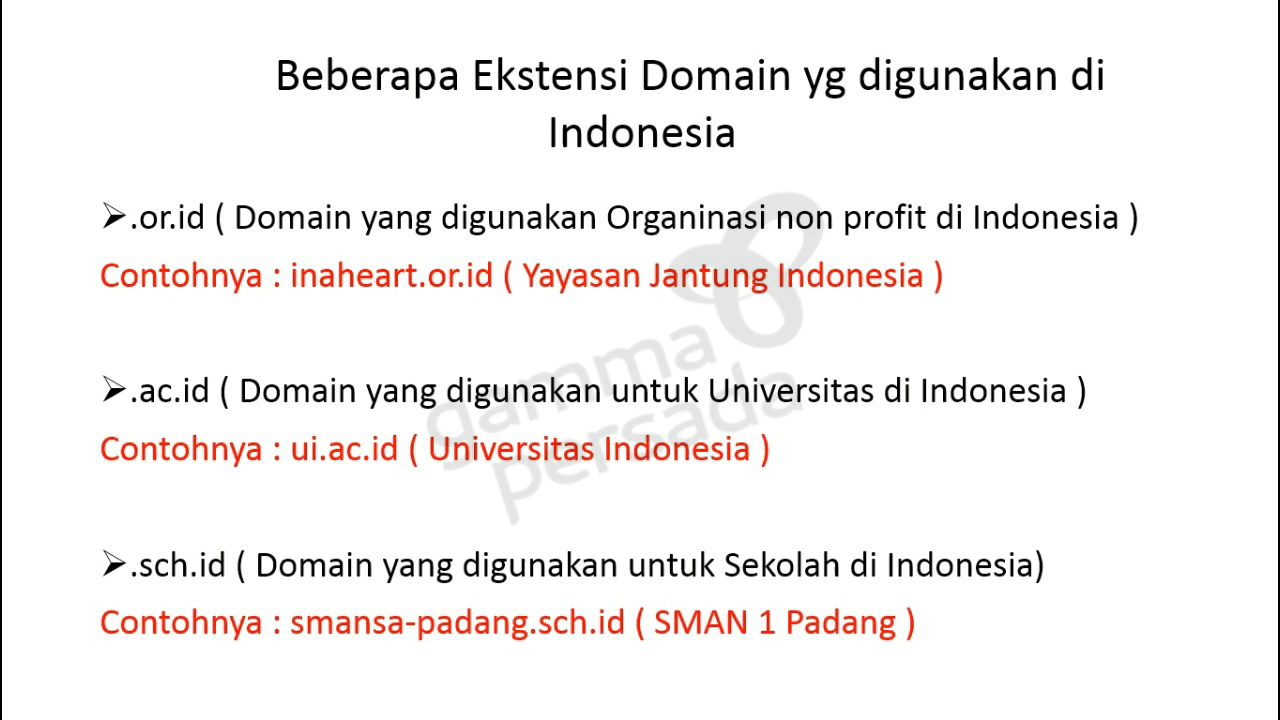 Beberapa Ekstensi Domain yg digunakan di
Indonesia
➢.or.id ( Domain yang digunakan Organinasi non profit di Indonesia )
Contohnya : inaheart.or.id ( Yayasan Jantung Indonesia )
➢.ac.id ( Domain yang digunakan untuk Universitas di Indonesia )
Contohnya : ui.ac.id ( Universitas Indonesia )
➢.sch.id ( Domain yang digunakan untuk Sekolah di Indonesia)
Contohnya : smansa-padang.sch.id ( SMAN 1 Padang )
gamma
persada